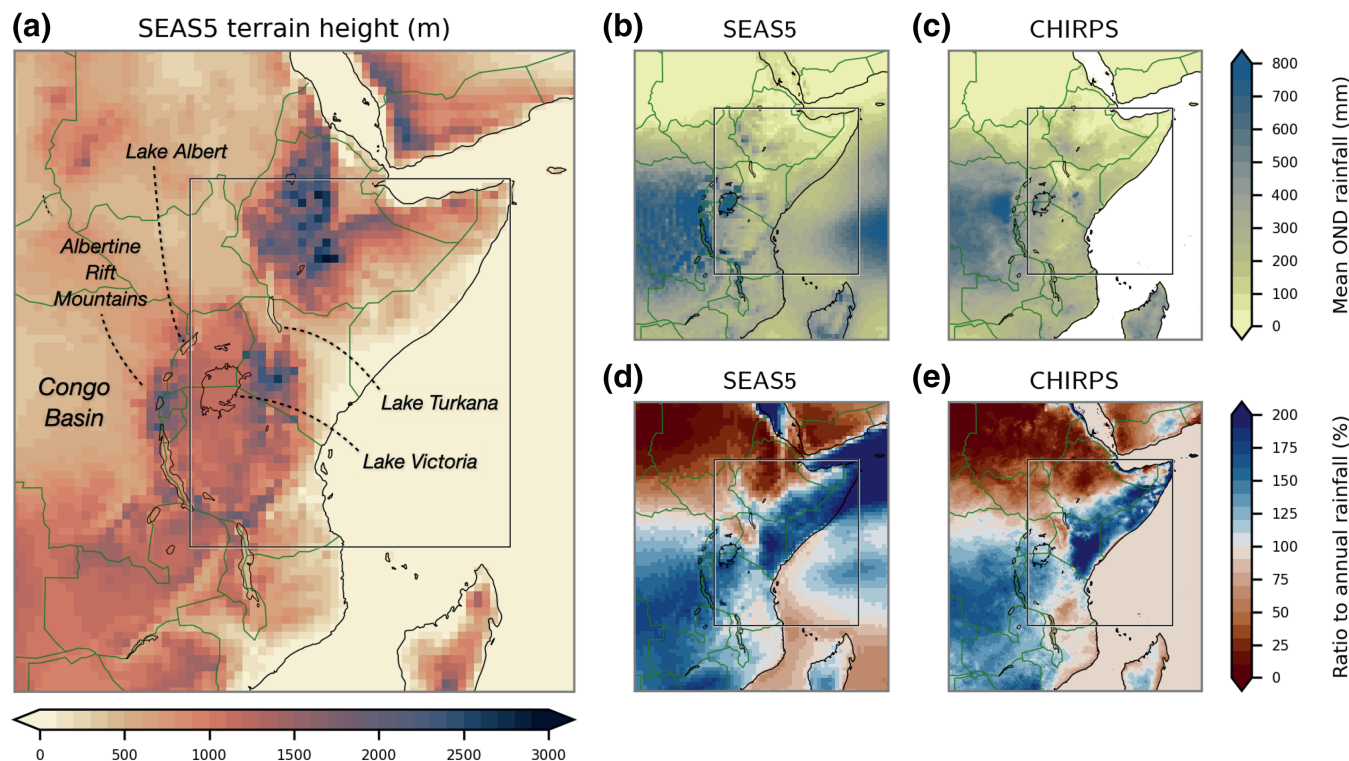 (a)
SEAS5 terrain height (m)
Lake Albert
Albertine
Rift
Mountains
Congo
Basin
Lake Turkana
Lake Victoria
0 500 1000 1500 2000 2500 3000
(b)
SEAS5
(c)
CHIRPS
800
700
600
500
400
300
200
100
0
Mean OND rainfall (mm)
(d)
SEAS5
(e)
CHIRPS
200
175
150
125
100
75
50
25
0
Ratio to annual rainfall (%)